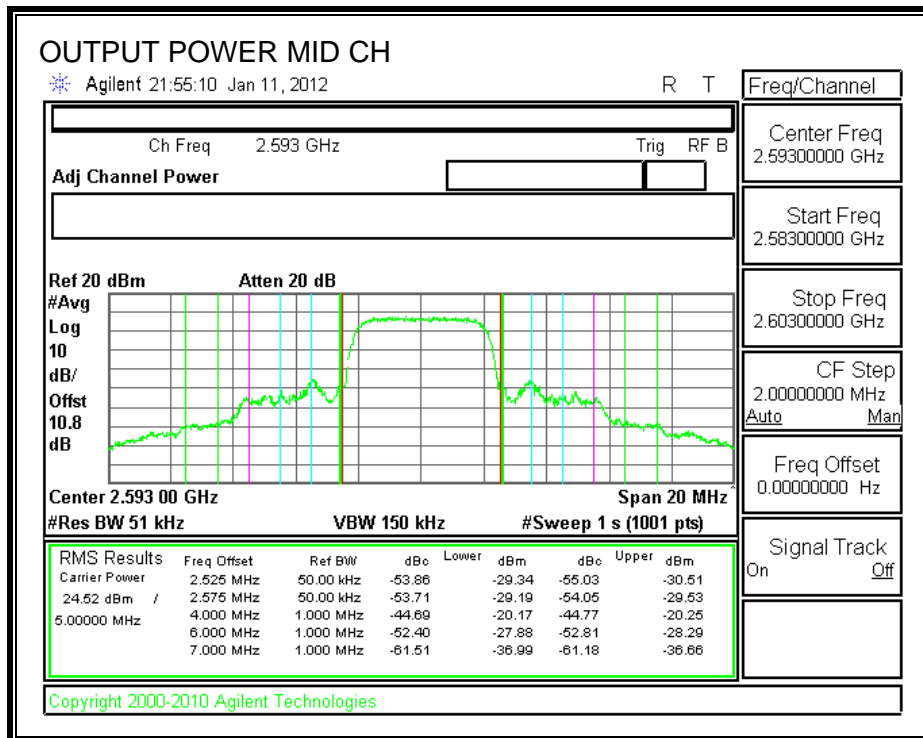 OUTPUT POWER MID CH
Agilent 21:55:10 Jan 11, 2012 R T
Ch Freq 2.593 GHz Trig RF B
Adj Channel Power
Ref 20 dBm Atten 20 dB
#Avg
Log
10
dB/
Offst
10.8
dB
Center 2.593 00 GHz Span 20 MHz^
#Res BW 51 kHz VBW 150 kHz #Sweep 1 s (1001 pts)
RMS Results Freq Offset Ref BW dBc Lower dBm dBc Upper dBm
Carrier Power 2.525 MHz 50.00 kHz -53.86 -29.34 -55.03 -30.51
24.52 dBm / 2.575 MHz 50.00 kHz -53.71 -29.19 -54.05 -29.53
5.00000 MHz 4.000 MHz 1.000 MHz -44.69 -20.17 -44.77 -20.25
6.000 MHz 1.000 MHz -52.40 -27.88 -52.81 -28.29
7.000 MHz 1.000 MHz -61.51 -36.99 -61.18 -36.66
Copyright 2000-2010 Agilent Technologies
Freq/Channel
Center Freq
2.59300000 GHz
Start Freq
2.58300000 GHz
Stop Freq
2.60300000 GHz
CF Step
2.00000000 MHz
Auto Man
Freq Offset
0.00000000 Hz
Signal Track
On Off